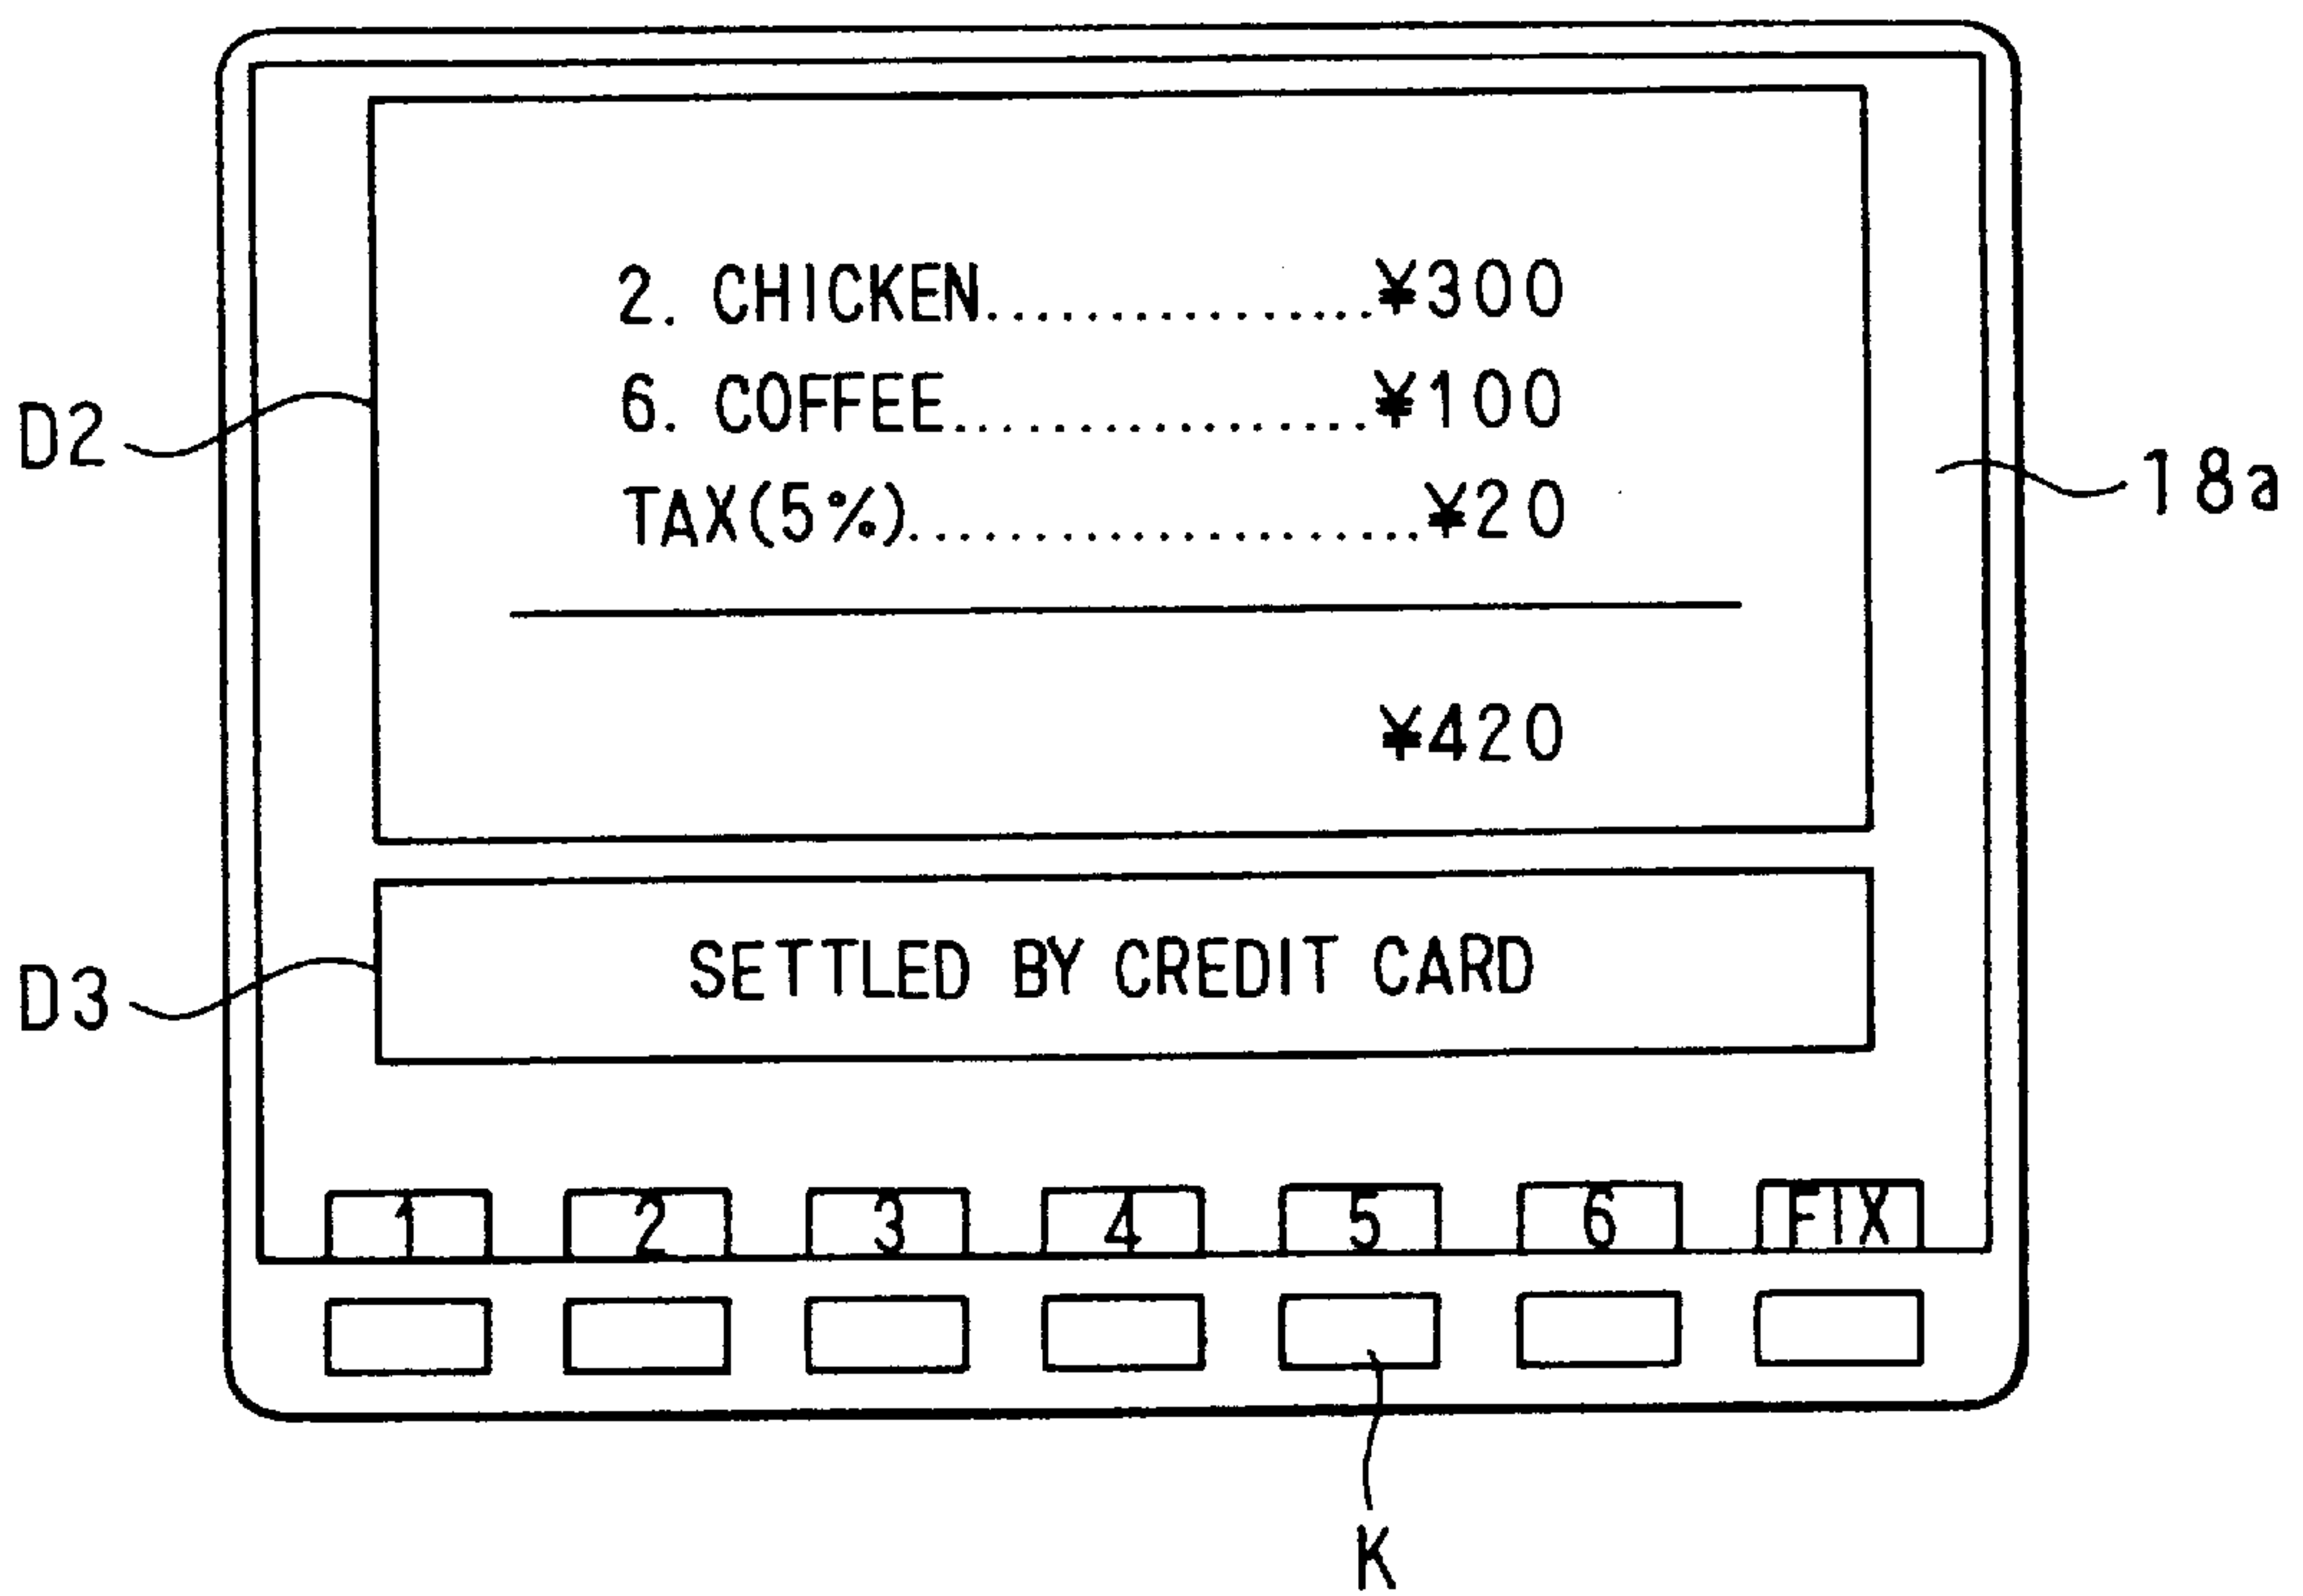 2. CHICKEN................¥300
6. COFFEE.................¥100
D2
TAX(5%).....................¥20
18a
¥420
SETTLED BY CREDIT CARD
D3
1 2 3 4 5 6 FIX
K